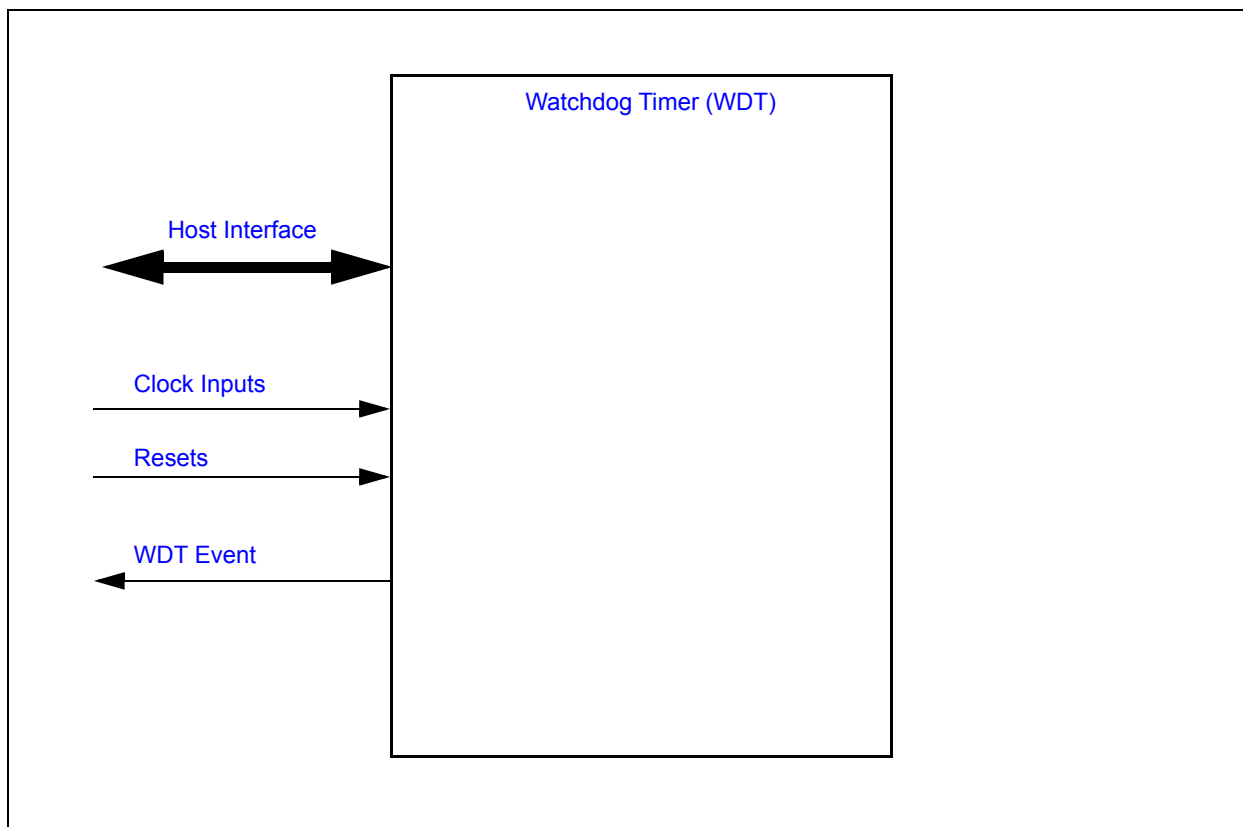 Watchdog Timer (WDT)
Host Interface
Clock Inputs
Resets
WDT Event